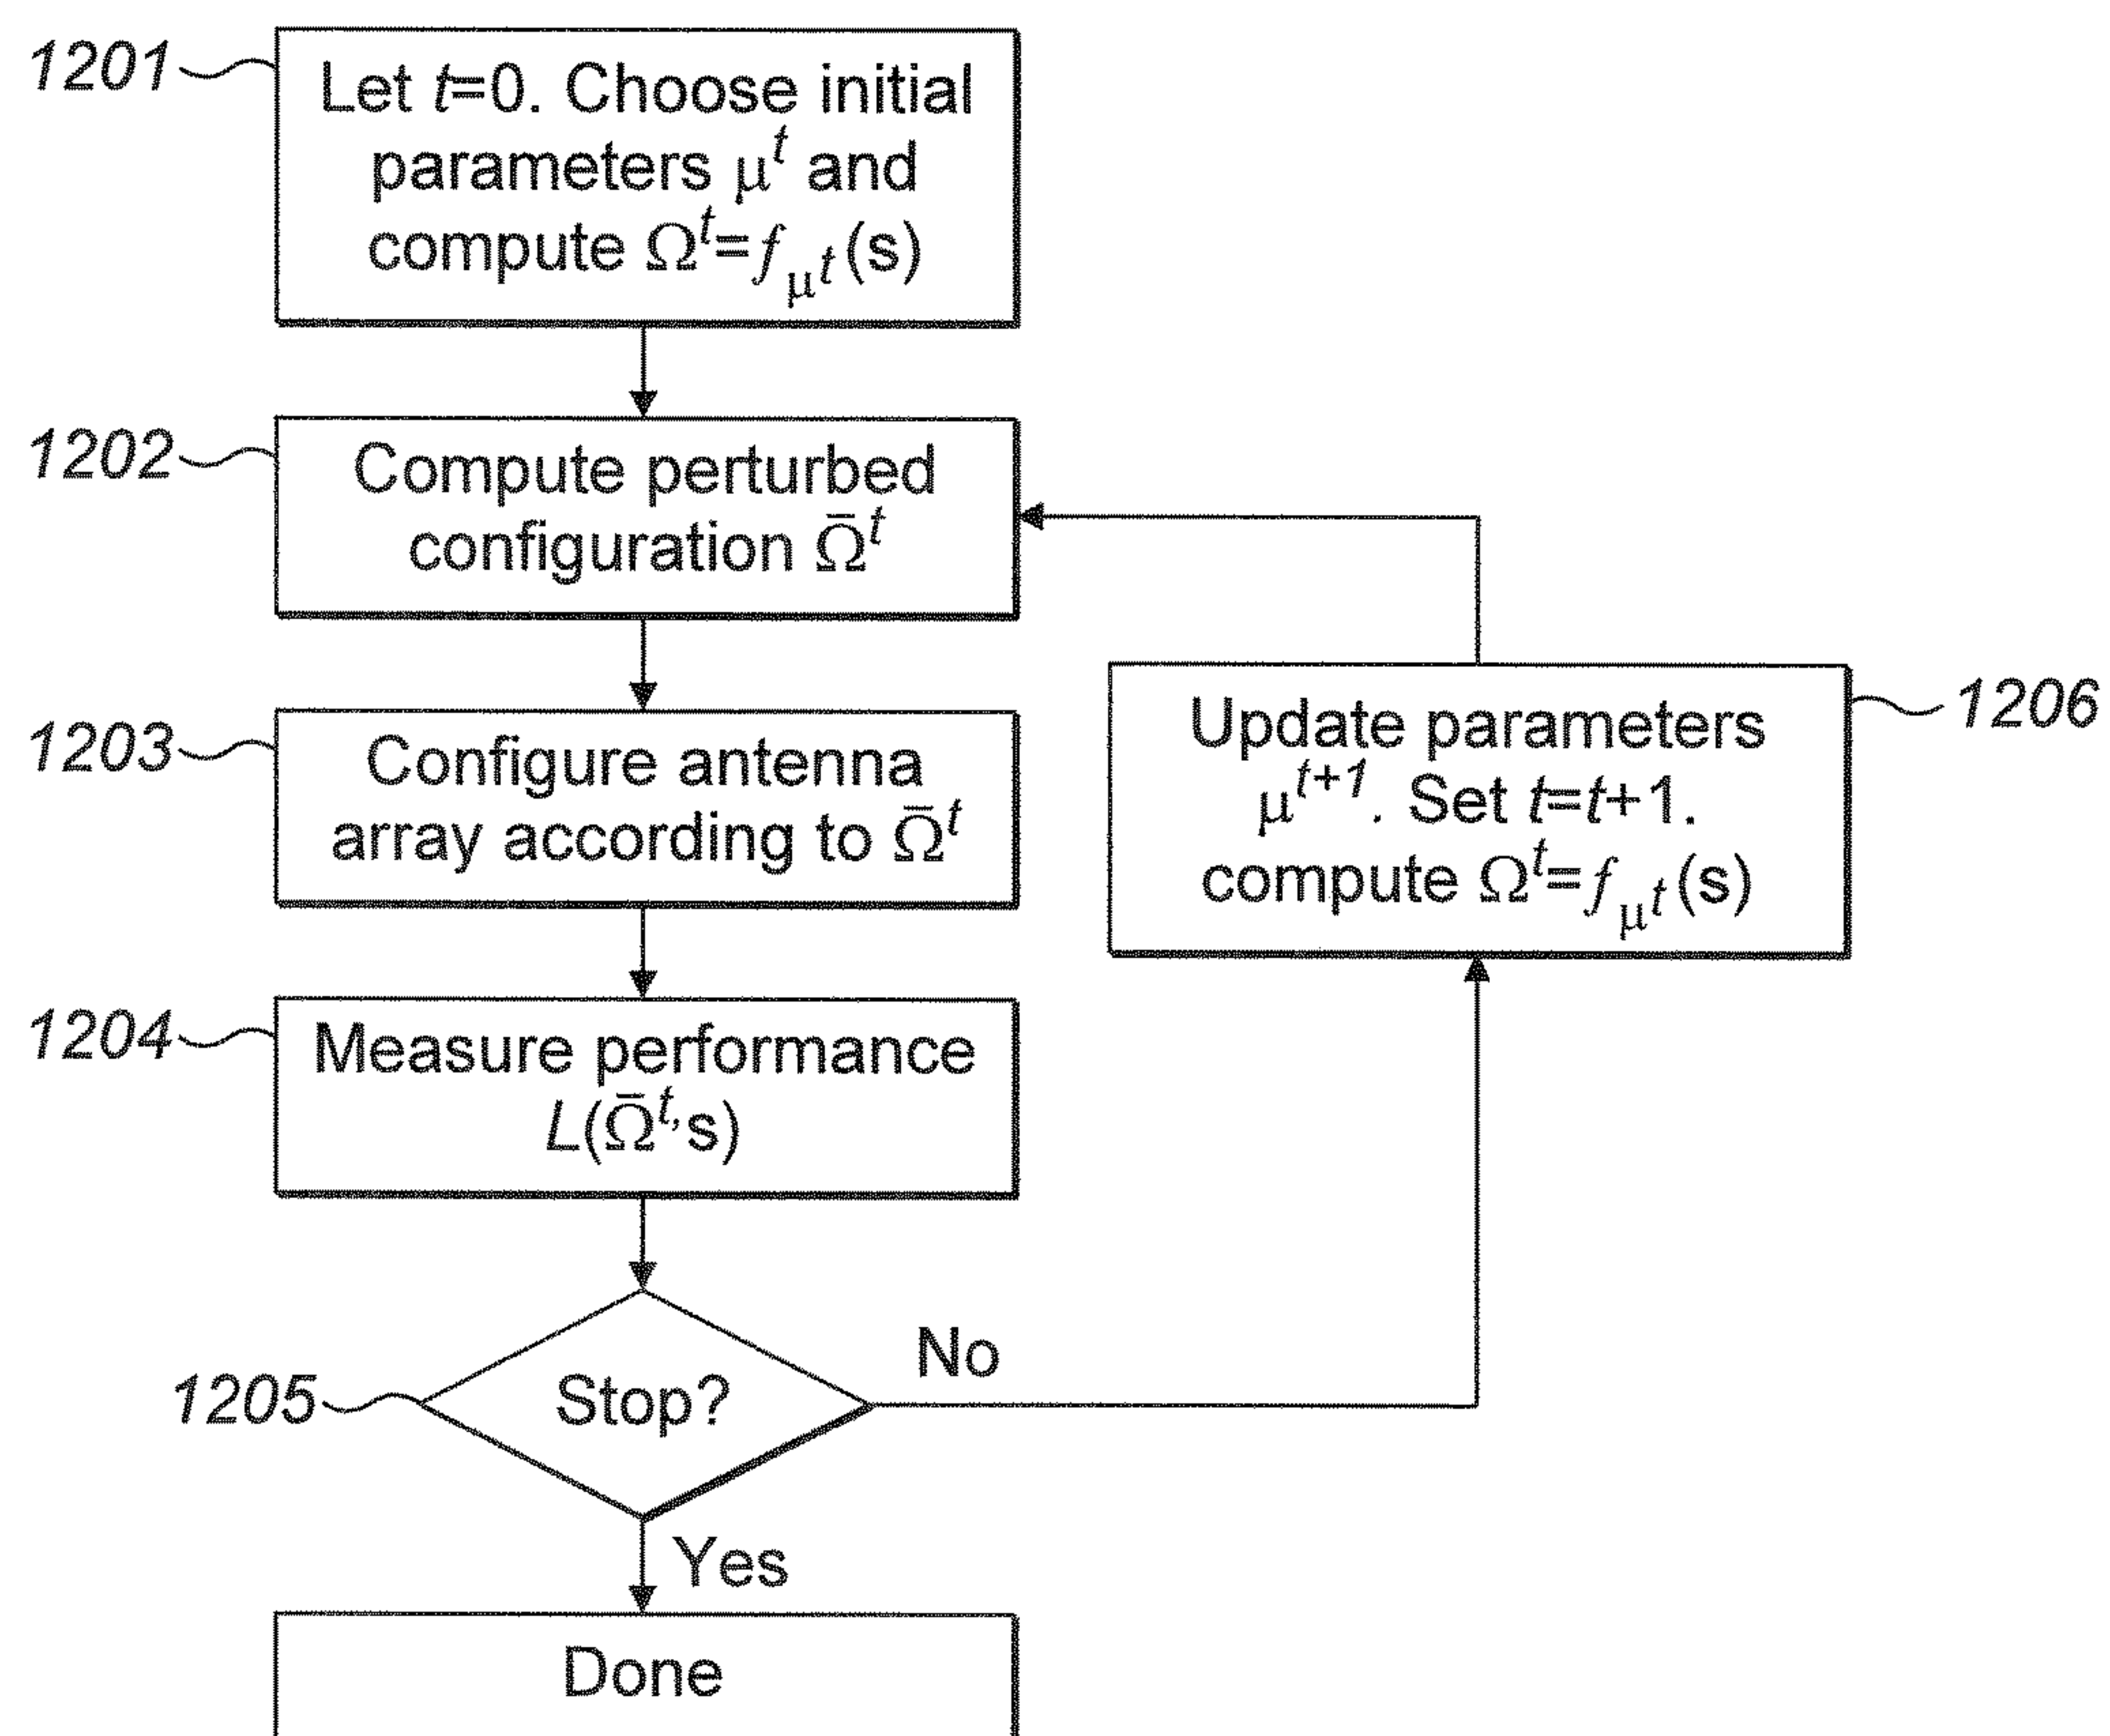 1201
Let t=0. Choose initial
parameters μ^t and
compute Ω^t=f_μ^t(s)
1202
Compute perturbed
configuration Ω̄^t
1203
Configure antenna
array according to Ω̄^t
1204
Measure performance
L(Ω̄^t,s)
1205
Stop?
No
Yes
Done
1206
Update parameters
μ^t+1. Set t=t+1.
compute Ω^t=f_μ^t(s)